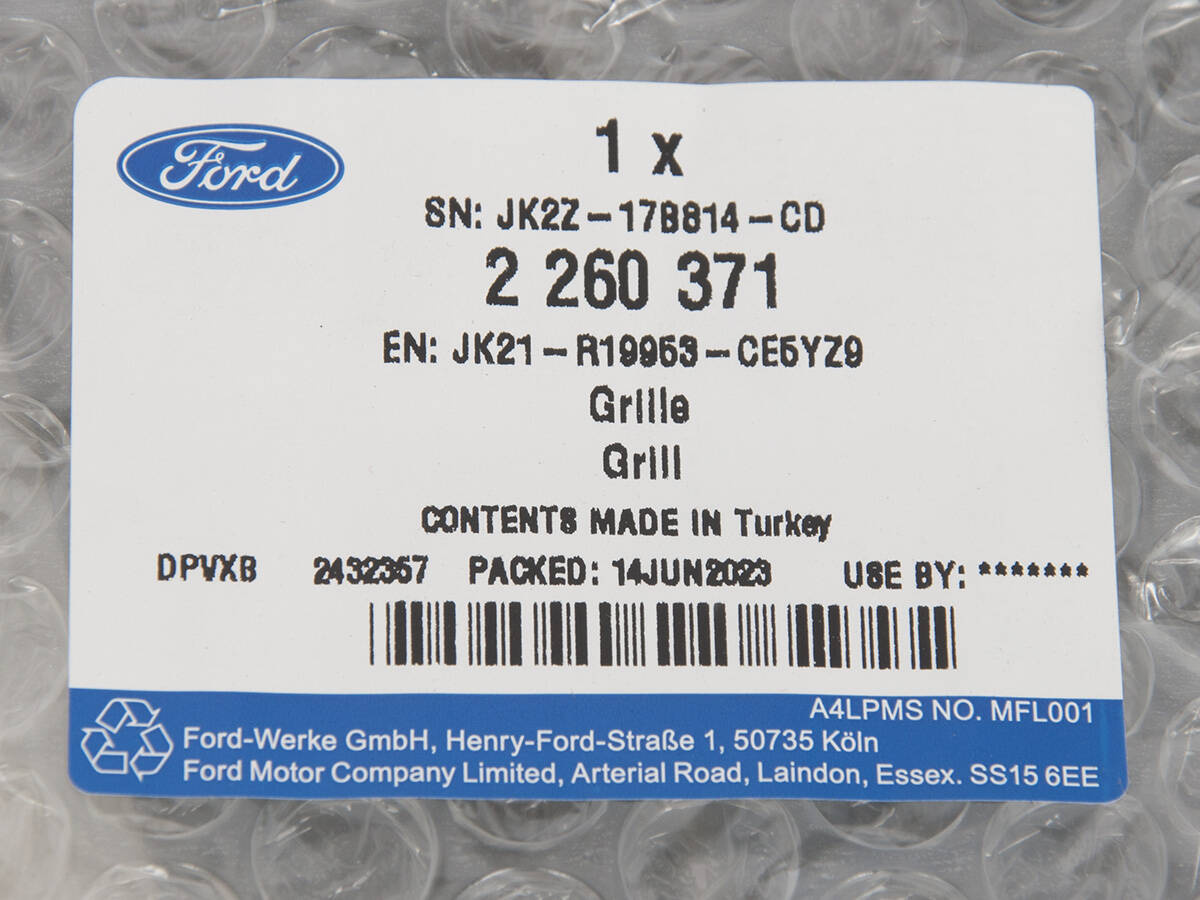 Ford
1 x
SN: JK2Z-17B814-CD
2 260 371
EN: JK21-R19953-CE5YZ9
Grille
Grill
CONTENTS MADE IN Turkey
DPVXB 2432357 PACKED: 14JUN2023 USE BY: *******
A4LPMS NO. MFL001
Ford-Werke GmbH, Henry-Ford-Straße 1, 50735 Köln
Ford Motor Company Limited, Arterial Road, Laindon, Essex. SS15 6EE